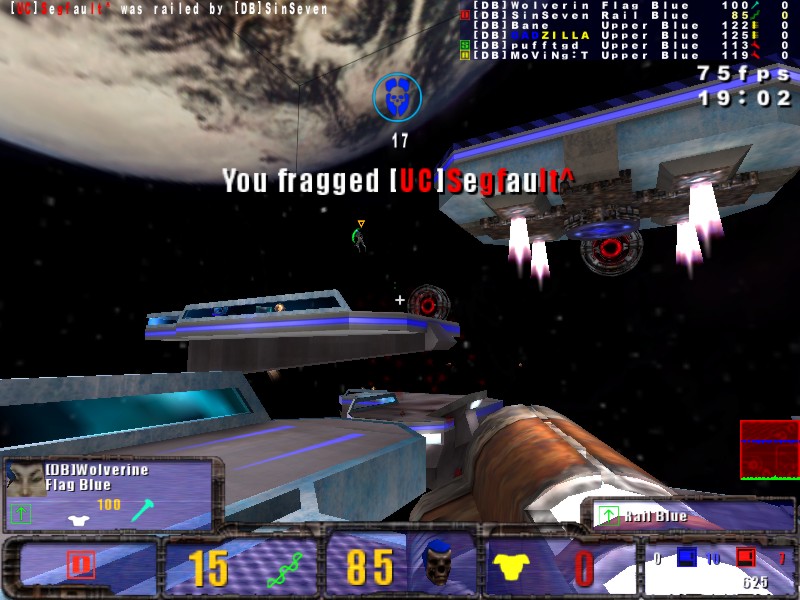 [UC]Segfault^ was railed by [DB]SinSeven
[DB]Wolverin Flag Blue 100 0
[DB]SinSeven Rail Blue 85 0
[DB]Bane Upper Blue 122 0
[DB]MADZILLA Upper Blue 125 0
[DB]pufftgd Upper Blue 113 0
[DB]MoViNg:T Upper Blue 119 0
75fps
19:02
17
You fragged [UC]Segfault^
[DB]Wolverine
Flag Blue
100
Rail Blue
15 85 0
0 10 7
625